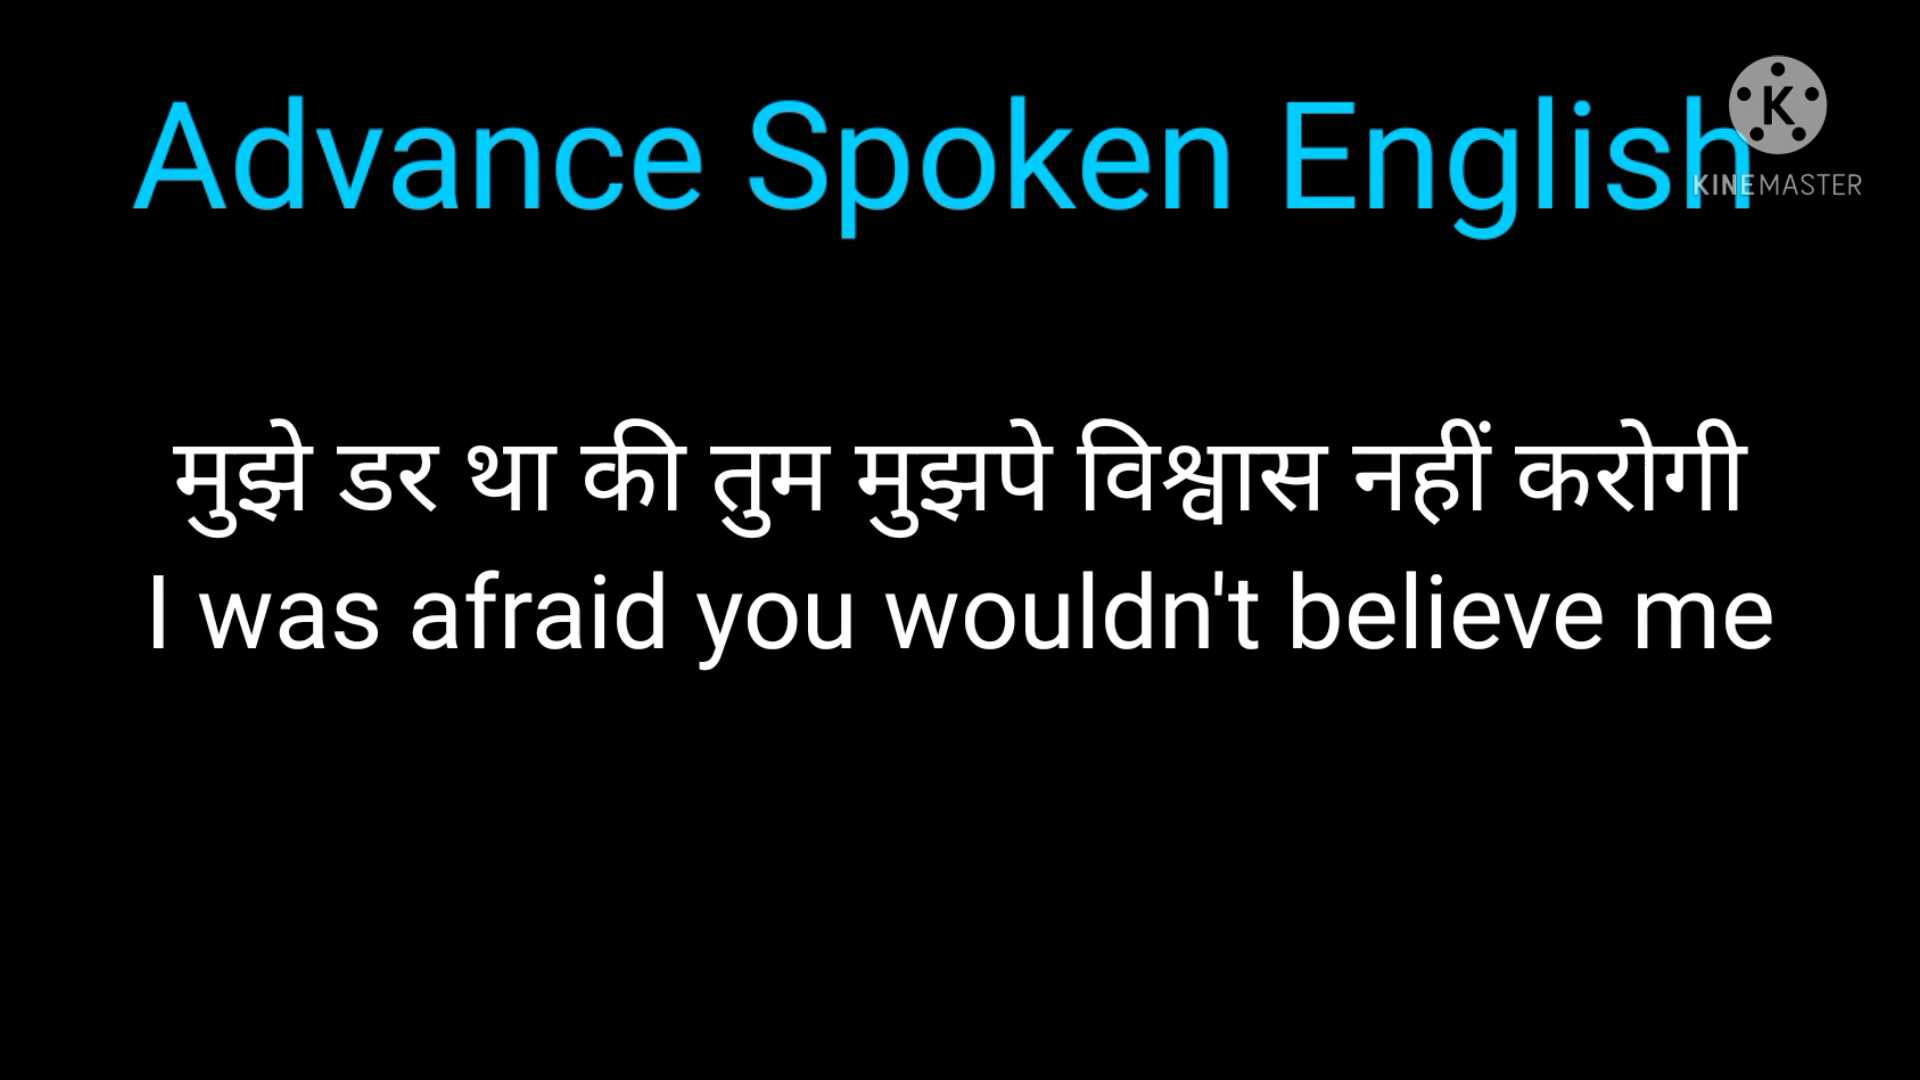 Advance Spoken English
K
KINEMASTER
मुझे डर था की तुम मुझपे विश्वास नहीं करोगी
I was afraid you wouldn't believe me